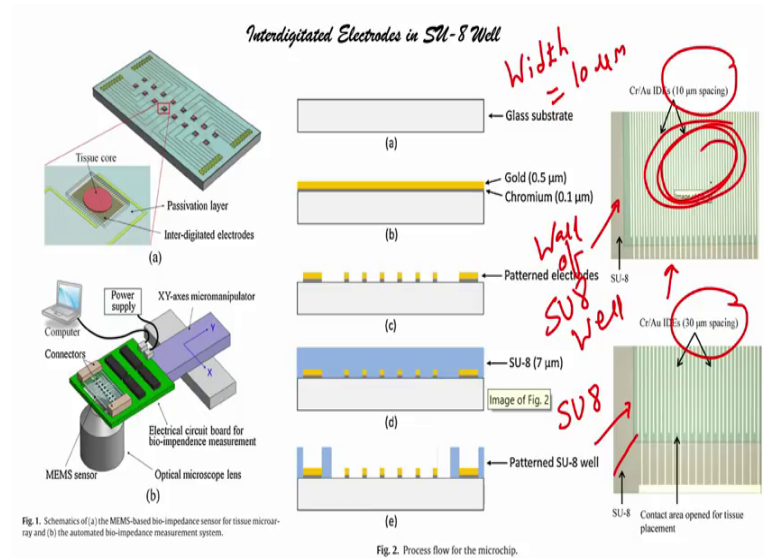 Interdigitated Electrodes in SU-8 Well
Tissue core
Passivation layer
Inter-digitated electrodes
(a)
Power
supply
XY-axes micromanipulator
Computer
Connectors
Y
X
Electrical circuit board for
bio-impendence measurement
MEMS sensor
Optical microscope lens
(b)
Fig. 1. Schematics of (a) the MEMS-based bio-impedance sensor for tissue microar-
ray and (b) the automated bio-impedance measurement system.
Glass substrate
(a)
Gold (0.5 μm)
Chromium (0.1 μm)
(b)
Patterned electrodes
(c)
SU-8 (7 μm)
Image of Fig. 2
(d)
Patterned SU-8 well
(e)
Fig. 2. Process flow for the microchip.
Width
= 10 μm
Wall
of
SU8
Well
SU8
Cr/Au IDEs (10 μm spacing)
SU-8
Cr/Au IDEs (30 μm spacing)
SU-8
Contact area opened for tissue
placement